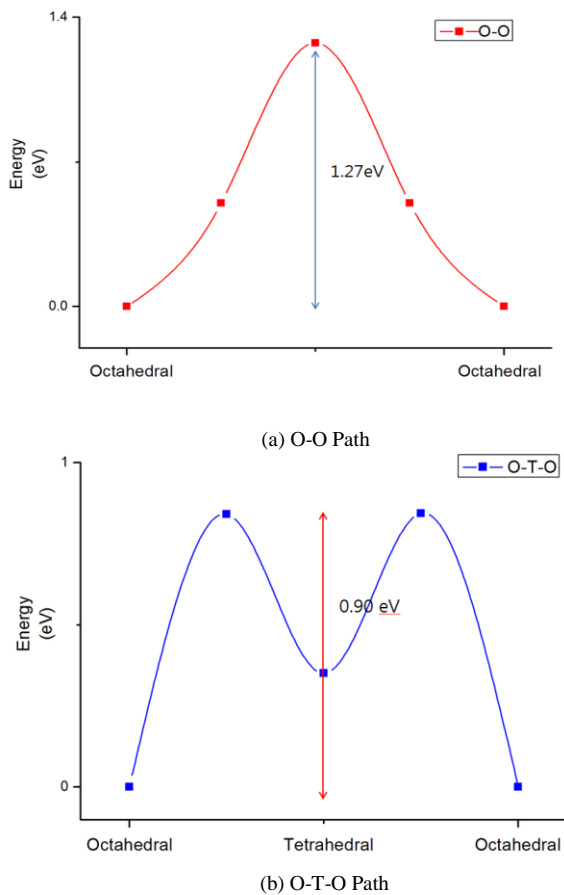 1.4
O-O
Energy
(eV)
1.27eV
0.0
Octahedral
Octahedral
(a) O-O Path
1
O-T-O
Energy
(eV)
0.90 eV
0
Octahedral
Tetrahedral
Octahedral
(b) O-T-O Path